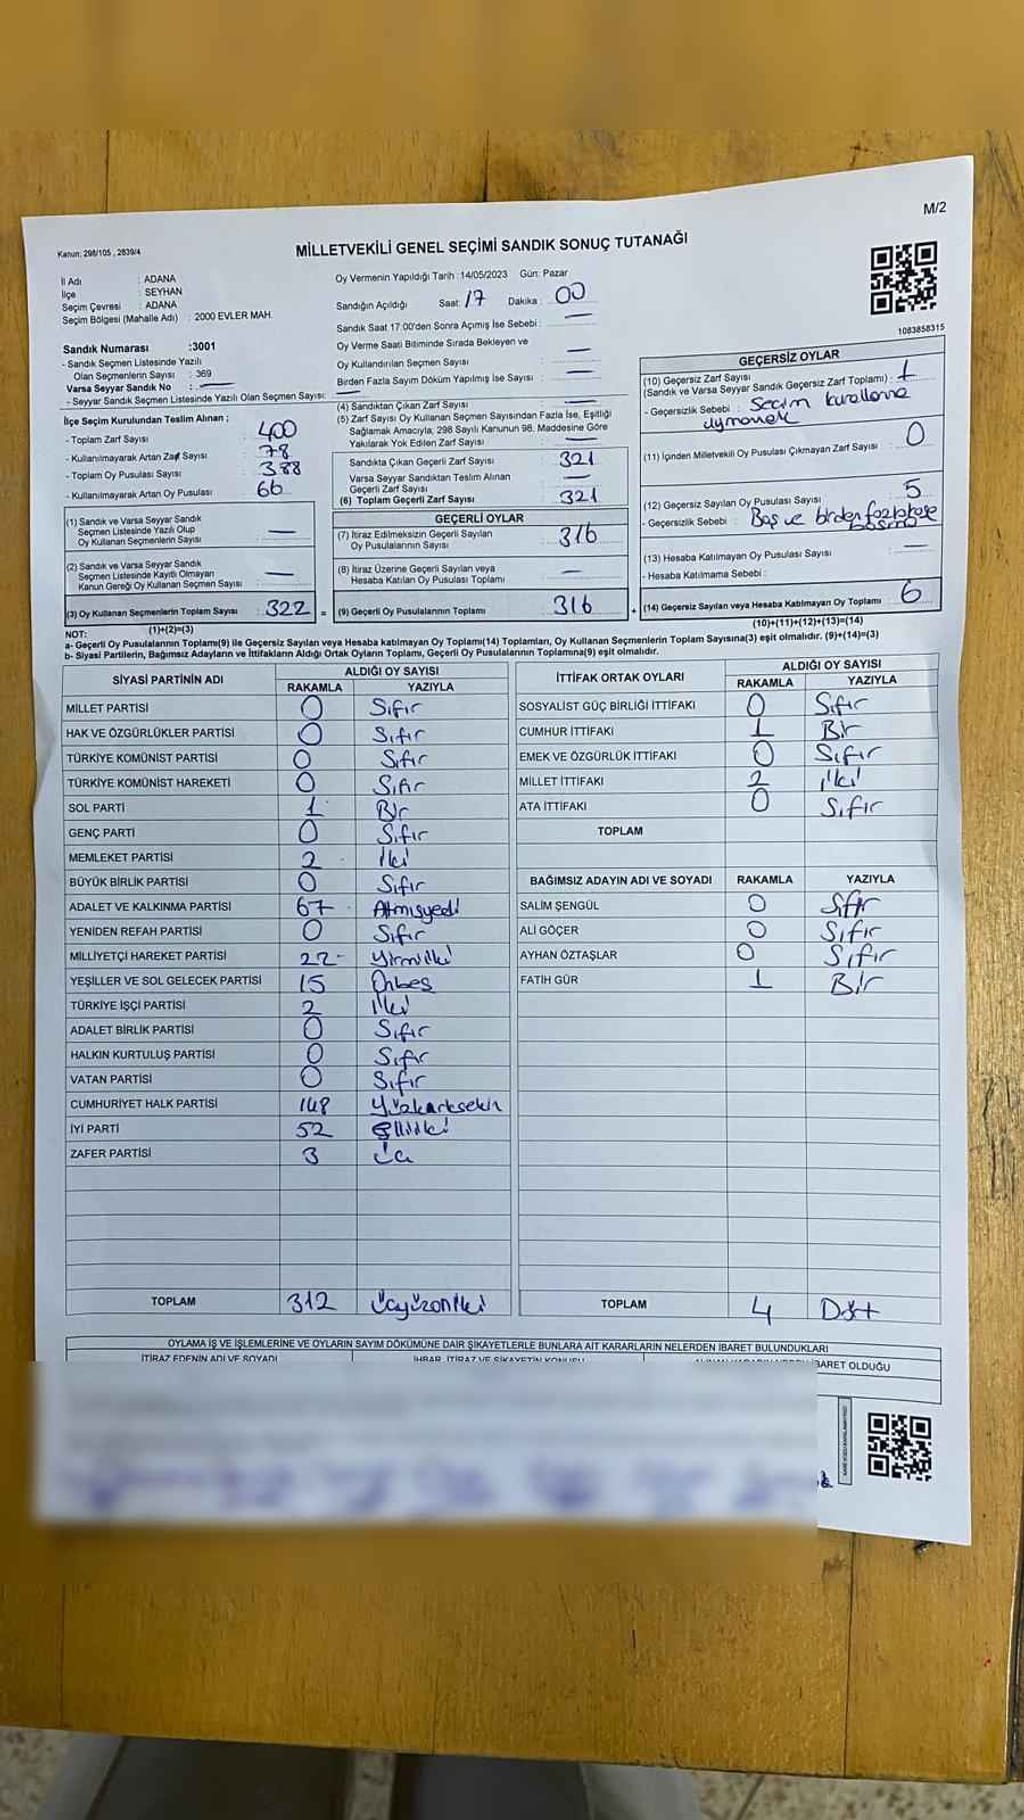 M/2
Kanun: 298/105 , 2839/4
MİLLETVEKİLİ GENEL SEÇİMİ SANDIK SONUÇ TUTANAĞI
İl Adı : ADANA
İlçe : SEYHAN
Seçim Çevresi : ADANA
Seçim Bölgesi (Mahalle Adı) : 2000 EVLER MAH.
Oy Vermenin Yapıldığı Tarih :14/05/2023 Gün: Pazar
Sandığın Açıldığı Saat: 17 Dakika : 00
Sandık Saat 17:00'den Sonra Açmış İse Sebebi : —
Oy Verme Saati Bitiminde Sırada Bekleyen ve
Oy Kullandırılan Seçmen Sayısı —
Birden Fazla Sayım Döküm Yapılmış İse Sayısı : —
1083858315
Sandık Numarası :3001
- Sandık Seçmen Listesinde Yazılı
Olan Seçmenlerin Sayısı : 369
Varsa Seyyar Sandık No : —
- Seyyar Sandık Seçmen Listesinde Yazılı Olan Seçmen Sayısı: —
İlçe Seçim Kurulundan Teslim Alınan ;
- Toplam Zarf Sayısı 400
- Kullanılmayarak Artan Zarf Sayısı 78
- Toplam Oy Pusulası Sayısı 388
- Kullanılmayarak Artan Oy Pusulası 66
(1) Sandık ve Varsa Seyyar Sandık
Seçmen Listesinde Yazılı Olup
Oy Kullanan Seçmenlerin Sayısı —
(2) Sandık ve Varsa Seyyar Sandık
Seçmen Listesinde Kayıtlı Olmayan
Kanun Gereği Oy Kullanan Seçmen Sayısı —
(3) Oy Kullanan Seçmenlerin Toplam Sayısı 322 =
(1)+(2)=(3)
(4) Sandıktan Çıkan Zarf Sayısı —
(5) Zarf Sayısı Oy Kullanan Seçmen Sayısından Fazla İse, Eşitliği
Sağlamak Amacıyla; 298 Sayılı Kanunun 98. Maddesine Göre
Yakılarak Yok Edilen Zarf Sayısı —
Sandıkta Çıkan Geçerli Zarf Sayısı 321
Varsa Seyyar Sandıktan Teslim Alınan
Geçerli Zarf Sayısı —
(6) Toplam Geçerli Zarf Sayısı 321
GEÇERLİ OYLAR
(7) İtiraz Edilmeksizin Geçerli Sayılan
Oy Pusulalarının Sayısı 316
(8) İtiraz Üzerine Geçerli Sayılan veya
Hesaba Katılan Oy Pusulası Toplamı —
(9) Geçerli Oy Pusulalarının Toplamı 316 +
GEÇERSİZ OYLAR
(10) Geçersiz Zarf Sayısı
(Sandık ve Varsa Seyyar Sandık Geçersiz Zarf Toplamı) : 1
- Geçersizlik Sebebi : Seçim kurallarına
uymamak
(11) İçinden Milletvekili Oy Pusulası Çıkmayan Zarf Sayısı 0
(12) Geçersiz Sayılan Oy Pusulası Sayısı 5
- Geçersizlik Sebebi : Boş ve birden fazla kaşe
basma
(13) Hesaba Katılmayan Oy Pusulası Sayısı —
- Hesaba Katılmama Sebebi :
(14) Geçersiz Sayılan veya Hesaba Katılmayan Oy Toplamı 6
(10)+(11)+(12)+(13)=(14)
NOT:
a- Geçerli Oy Pusulalarının Toplamı(9) ile Geçersiz Sayılan veya Hesaba katılmayan Oy Toplamı(14) Toplamları, Oy Kullanan Seçmenlerin Toplam Sayısına(3) eşit olmalıdır. (9)+(14)=(3)
b- Siyasi Partilerin, Bağımsız Adayların ve İttifakların Aldığı Ortak Oyların Toplamı, Geçerli Oy Pusulalarının Toplamına(9) eşit olmalıdır.
SİYASİ PARTİNİN ADI ALDIĞI OY SAYISI
RAKAMLA YAZIYLA
MİLLET PARTİSİ 0 Sıfır
HAK VE ÖZGÜRLÜKLER PARTİSİ 0 Sıfır
TÜRKİYE KOMÜNİST PARTİSİ 0 Sıfır
TÜRKİYE KOMÜNİST HAREKETİ 0 Sıfır
SOL PARTİ 1 Bir
GENÇ PARTİ 0 Sıfır
MEMLEKET PARTİSİ 2 İki
BÜYÜK BİRLİK PARTİSİ 0 Sıfır
ADALET VE KALKINMA PARTİSİ 67 Atmışyedi
YENİDEN REFAH PARTİSİ 0 Sıfır
MİLLİYETÇİ HAREKET PARTİSİ 22 Yirmiiki
YEŞİLLER VE SOL GELECEK PARTİSİ 15 Onbeş
TÜRKİYE İŞÇİ PARTİSİ 2 İki
ADALET BİRLİK PARTİSİ 0 Sıfır
HALKIN KURTULUŞ PARTİSİ 0 Sıfır
VATAN PARTİSİ 0 Sıfır
CUMHURİYET HALK PARTİSİ 148 Yüzkırksekiz
İYİ PARTİ 52 Elliiki
ZAFER PARTİSİ 3 Üç
TOPLAM 312 Üçyüzoniki
İTTİFAK ORTAK OYLARI ALDIĞI OY SAYISI
RAKAMLA YAZIYLA
SOSYALİST GÜÇ BİRLİĞİ İTTİFAKI 0 Sıfır
CUMHUR İTTİFAKI 1 Bir
EMEK VE ÖZGÜRLÜK İTTİFAKI 0 Sıfır
MİLLET İTTİFAKI 2 İki
ATA İTTİFAKI 0 Sıfır
TOPLAM
BAĞIMSIZ ADAYIN ADI VE SOYADI RAKAMLA YAZIYLA
SALİM ŞENGÜL 0 Sıfır
ALİ GÖÇER 0 Sıfır
AYHAN ÖZTAŞLAR 0 Sıfır
FATİH GÜR 1 Bir
TOPLAM 4 Dört
OYLAMA İŞ VE İŞLEMLERİNE VE OYLARIN SAYIM DÖKÜMÜNE DAİR ŞİKAYETLERLE BUNLARA AİT KARARLARIN NELERDEN İBARET BULUNDUKLARI
İTİRAZ EDENİN ADI VE SOYADI İHBAR, İTİRAZ VE ŞİKAYETİN KONUSU BARET OLDUĞU